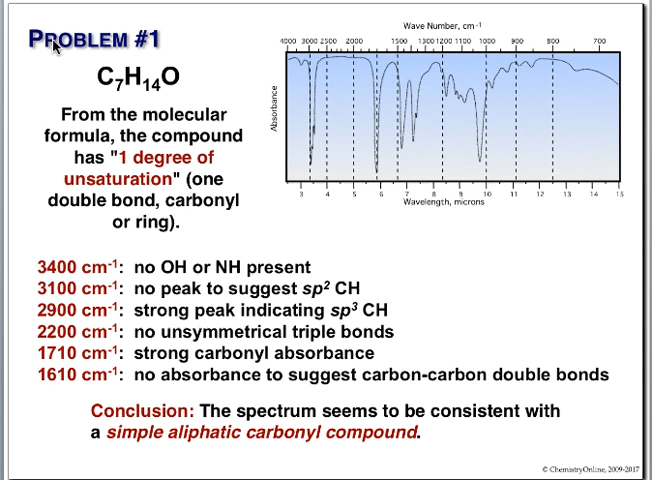 PROBLEM #1
C₇H₁₄O
From the molecular
formula, the compound
has "1 degree of
unsaturation" (one
double bond, carbonyl
or ring).
Wave Number, cm⁻¹
4000 3000 2500 2000 1500 1300 1200 1100 1000 900 800 700
Absorbance
3 4 5 6 7 8 9 10 11 12 13 14 15
Wavelength, microns
3400 cm⁻¹: no OH or NH present
3100 cm⁻¹: no peak to suggest sp² CH
2900 cm⁻¹: strong peak indicating sp³ CH
2200 cm⁻¹: no unsymmetrical triple bonds
1710 cm⁻¹: strong carbonyl absorbance
1610 cm⁻¹: no absorbance to suggest carbon-carbon double bonds
Conclusion: The spectrum seems to be consistent with
a simple aliphatic carbonyl compound.
© ChemistryOnline, 2009-2017